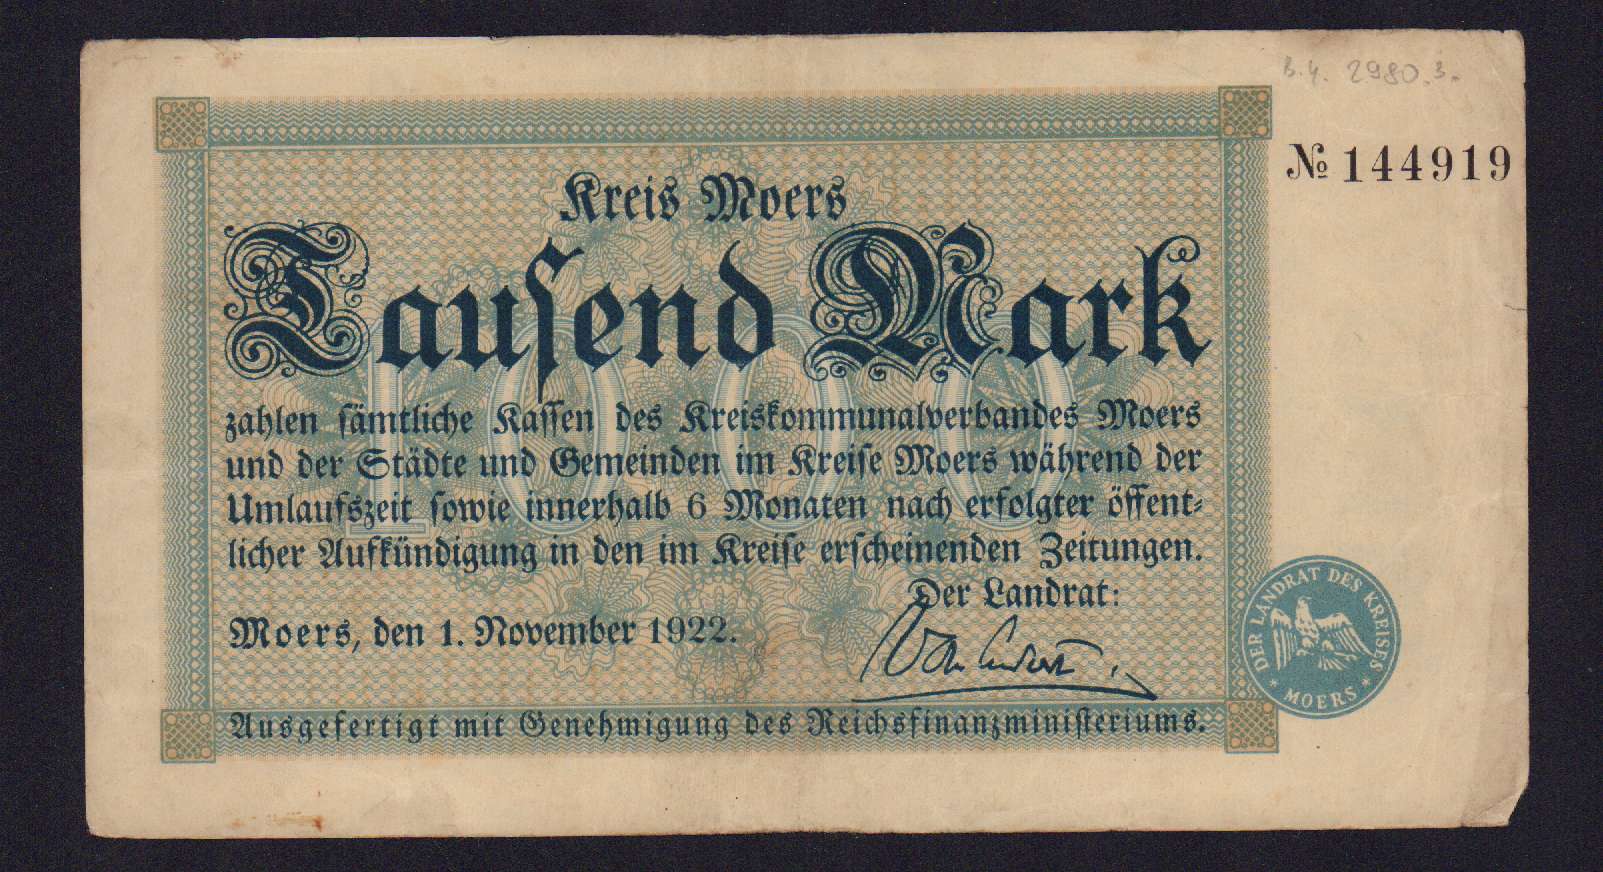 B.4. 2980.3.
№ 144919
Kreis Moers
Tausend Mark
1000
zahlen sämtliche Kassen des Kreiskommunalverbandes Moers
und der Städte und Gemeinden im Kreise Moers während der
Umlaufszeit sowie innerhalb 6 Monaten nach erfolgter öffent-
licher Aufkündigung in den im Kreise erscheinenden Zeitungen.
Der Landrat:
Moers, den 1. November 1922.
DER LANDRAT DES KREISES
* MOERS *
Ausgefertigt mit Genehmigung des Reichsfinanzministeriums.